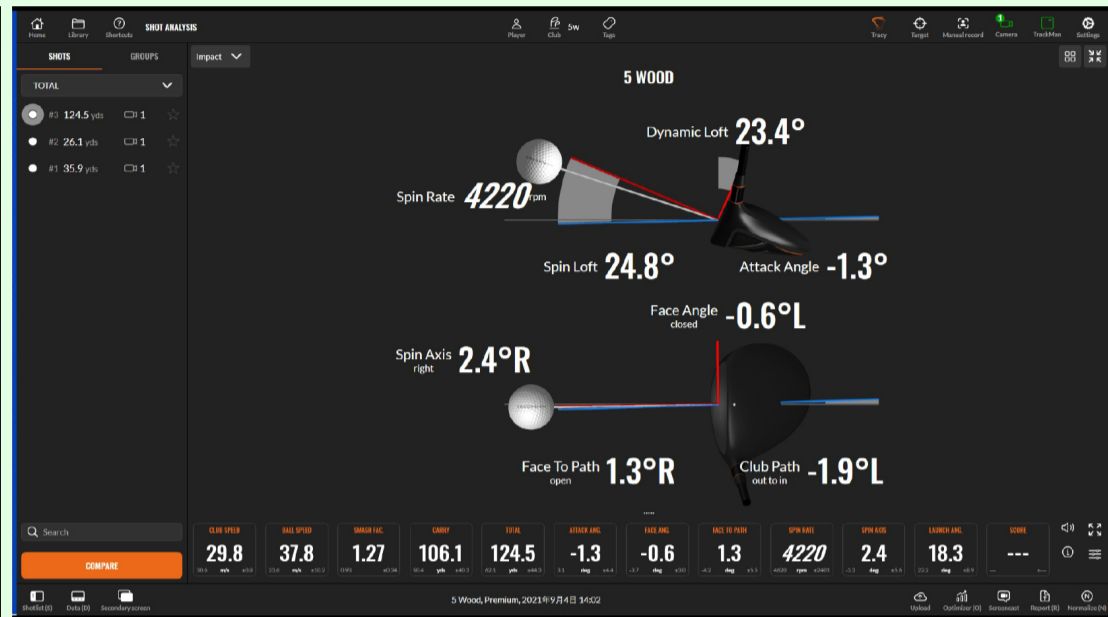 Home Library Shortcuts SHOT ANALYSIS Player Club 5w Tags Tracy Target Manual record 1 Camera TrackMan Settings
SHOTS GROUPS
Impact
TOTAL
5 WOOD
#3 124.5 yds 1
#2 26.1 yds 1
#1 35.9 yds 1
Dynamic Loft 23.4°
Spin Rate 4220 rpm
Spin Loft 24.8°
Attack Angle -1.3°
Face Angle -0.6°L
closed
Spin Axis 2.4°R
right
Face To Path 1.3°R
open
Club Path -1.9°L
out to in
Search
COMPARE
CLUB SPEED BALL SPEED SMASH FAC. CARRY TOTAL ATTACK ANG. FACE ANG. FACE TO PATH SPIN RATE SPIN AXIS LAUNCH ANG. SCORE
29.8 37.8 1.27 106.1 124.5 -1.3 -0.6 1.3 4220 2.4 18.3 ---
m/s m/s yds yds deg deg deg rpm deg deg
Shotlist (S) Data (D) Secondary screen
5 Wood, Premium, 2021年9月4日 14:02
Upload Optimizer (O) Screencast Report (R) Normalize (N)